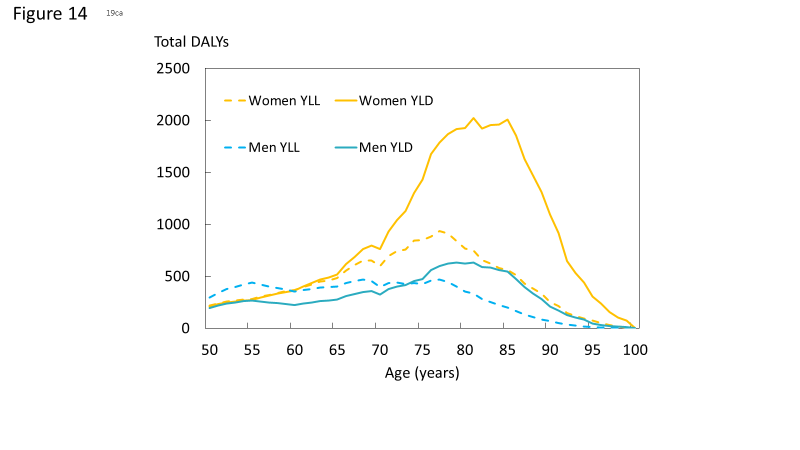 Figure 14 19ca
Total DALYs
2500
Women YLL Women YLD
2000
Men YLL Men YLD
1500
1000
500
0
50 55 60 65 70 75 80 85 90 95 100
Age (years)